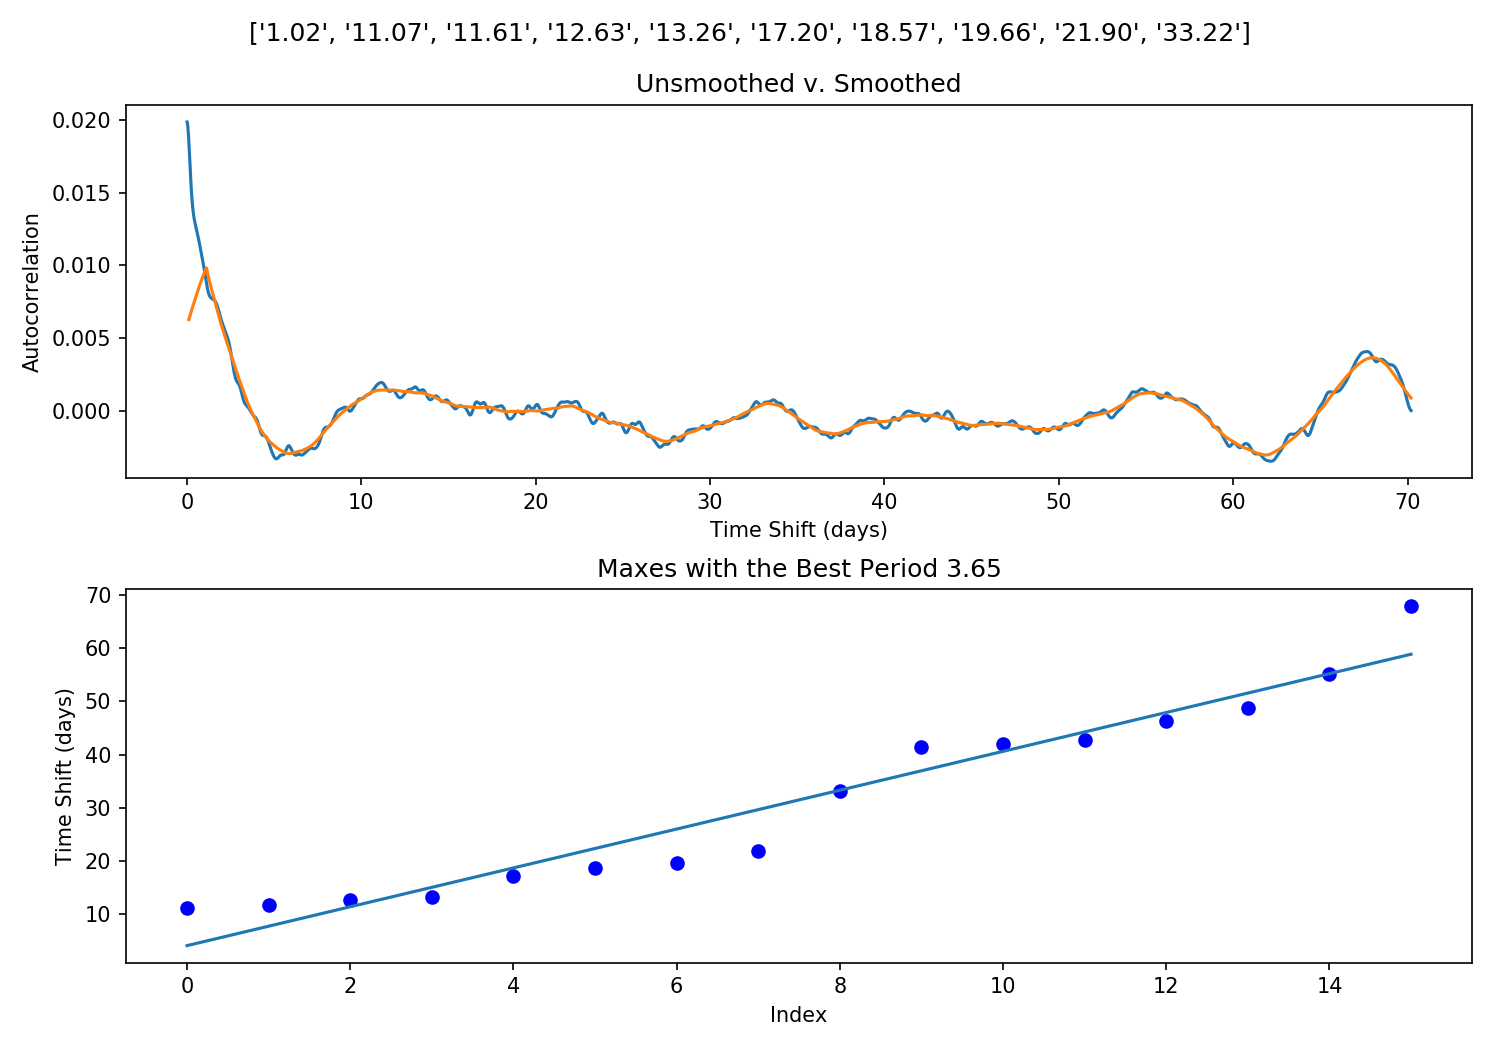 ['1.02', '11.07', '11.61', '12.63', '13.26', '17.20', '18.57', '19.66', '21.90', '33.22']
Unsmoothed v. Smoothed
0.020
0.015
0.010
0.005
0.000
Autocorrelation
0 10 20 30 40 50 60 70
Time Shift (days)
Maxes with the Best Period 3.65
70
60
50
40
30
20
10
Time Shift (days)
0 2 4 6 8 10 12 14
Index